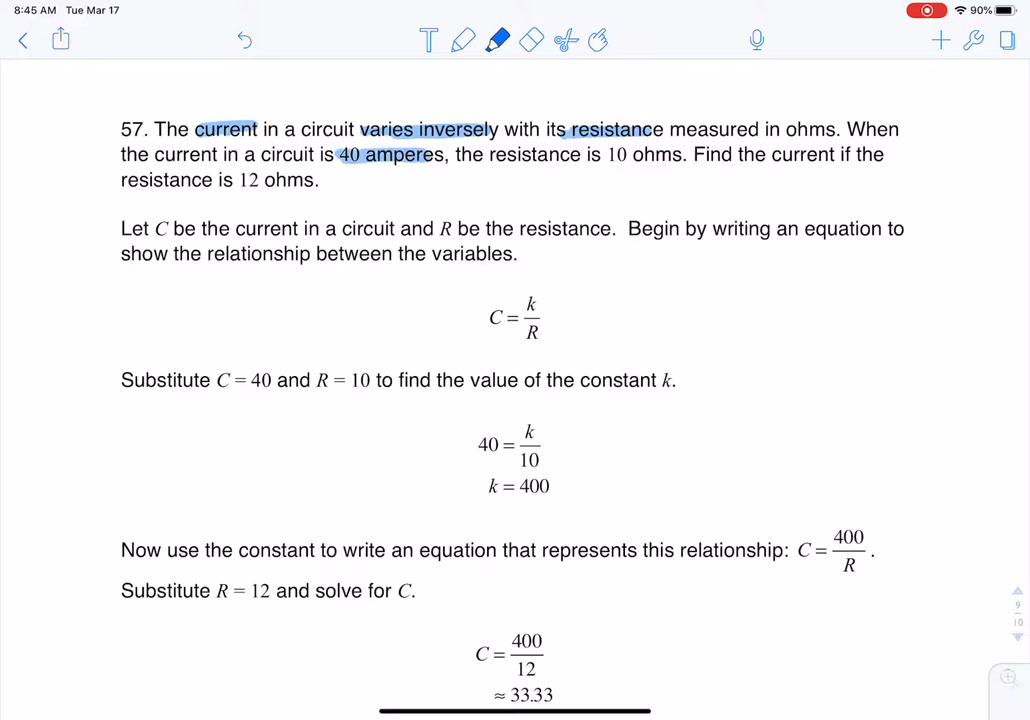 8:45 AM Tue Mar 17
90%
T
57. The current in a circuit varies inversely with its resistance measured in ohms. When
the current in a circuit is 40 amperes, the resistance is 10 ohms. Find the current if the
resistance is 12 ohms.
Let C be the current in a circuit and R be the resistance. Begin by writing an equation to
show the relationship between the variables.
C = k/R
Substitute C = 40 and R = 10 to find the value of the constant k.
40 = k/10
k = 400
Now use the constant to write an equation that represents this relationship: C = 400/R .
Substitute R = 12 and solve for C.
C = 400/12
≈ 33.33
9
10